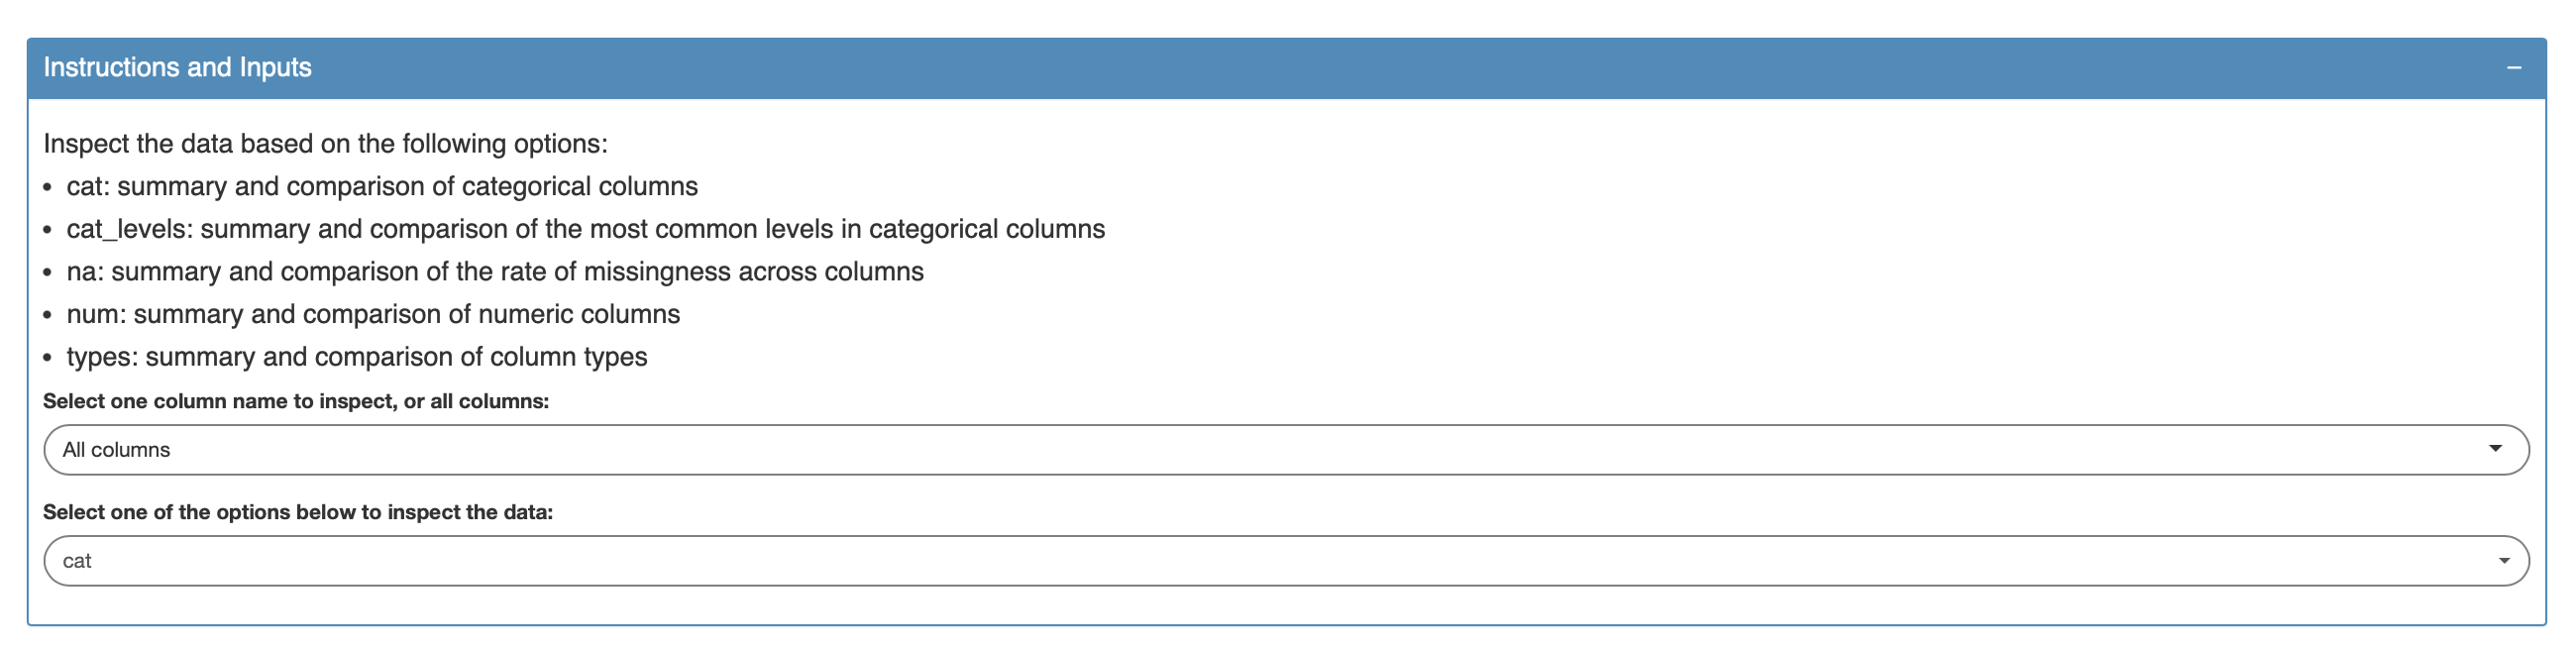 Instructions and Inputs
Inspect the data based on the following options:
• cat: summary and comparison of categorical columns
• cat_levels: summary and comparison of the most common levels in categorical columns
• na: summary and comparison of the rate of missingness across columns
• num: summary and comparison of numeric columns
• types: summary and comparison of column types
Select one column name to inspect, or all columns:
All columns
Select one of the options below to inspect the data:
cat